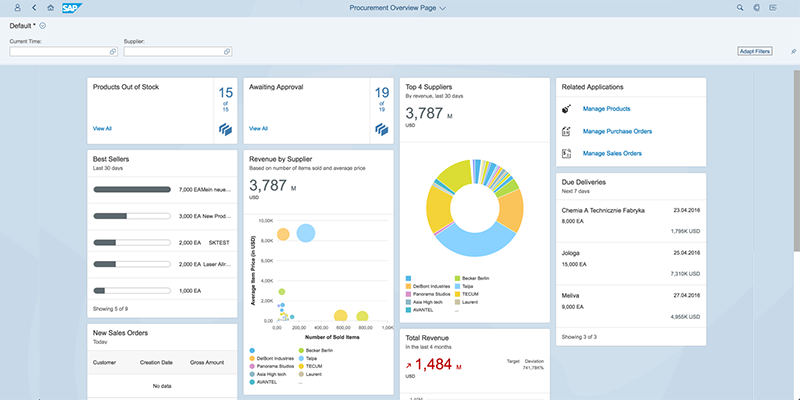 SAP
Procurement Overview Page
Default *
Current Time:
Supplier:
Adapt Filters
Products Out of Stock
15
of
15
View All
Awaiting Approval
19
of
19
View All
Top 4 Suppliers
By revenue, last 30 days
3,787 M
USD
DelBont Industries
Panorama Studios
Asia High tech
AVANTEL
Becker Berlin
Talpa
TECUM
Laurent
...
Related Applications
Manage Products
Manage Purchase Orders
Manage Sales Orders
Best Sellers
Last 30 days
7,000 EA Mein neue...
3,000 EA New Prod...
2,000 EA SKTEST
2,000 EA Laser Allr...
1,000 EA
Showing 5 of 9
Revenue by Supplier
Based on number of items sold and average price
3,787 M
USD
Average Item Price (in USD)
10,00K
8,00K
6,00K
4,00K
2,00K
0,00
0,00 200,00 400,00 600,00 800,00 1,00K
Number of Sold Items
DelBont Industries
Panorama Studios
Asia High tech
AVANTEL
Becker Berlin
Talpa
TECUM
Laurent
...
Due Deliveries
Next 7 days
Chemia A Technicznie Fabryka 23.04.2016
8,000 EA
1,795K USD
Jologa 25.04.2016
15,000 EA
7,310K USD
Meliva 27.04.2016
9,000 EA
4,955K USD
Showing 3 of 3
New Sales Orders
Today
Customer Creation Date Gross Amount
No data
Total Revenue
In the last 4 months
1,484 M
USD
Target Deviation
741,784%